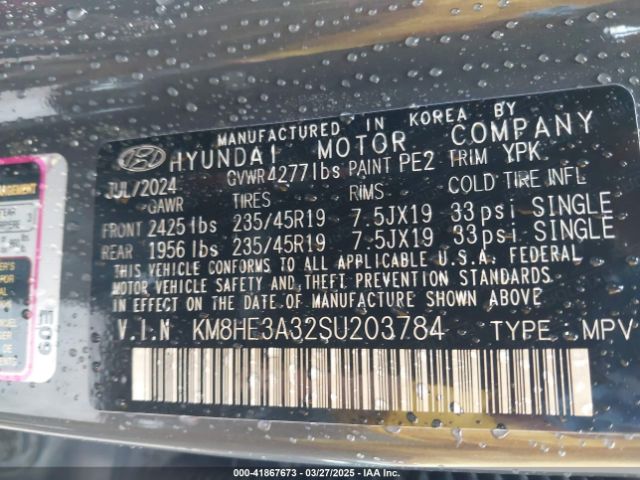 MANUFACTURED IN KOREA BY
HYUNDAI MOTOR COMPANY
JUL/2024 GVWR 4277lbs PAINT PE2 TRIM YPK
GAWR TIRES RIMS COLD TIRE INFL
FRONT 2425lbs 235/45R19 7.5JX19 33psi SINGLE
REAR 1956lbs 235/45R19 7.5JX19 33psi SINGLE
THIS VEHICLE CONFORMS TO ALL APPLICABLE U.S.A. FEDERAL
MOTOR VEHICLE SAFETY AND THEFT PREVENTION STANDARDS
IN EFFECT ON THE DATE OF MANUFACTURE SHOWN ABOVE.
V.I.N KM8HE3A32SU203784 TYPE : MPV
60E
000-41867673 | 03/27/2025 | IAA Inc.